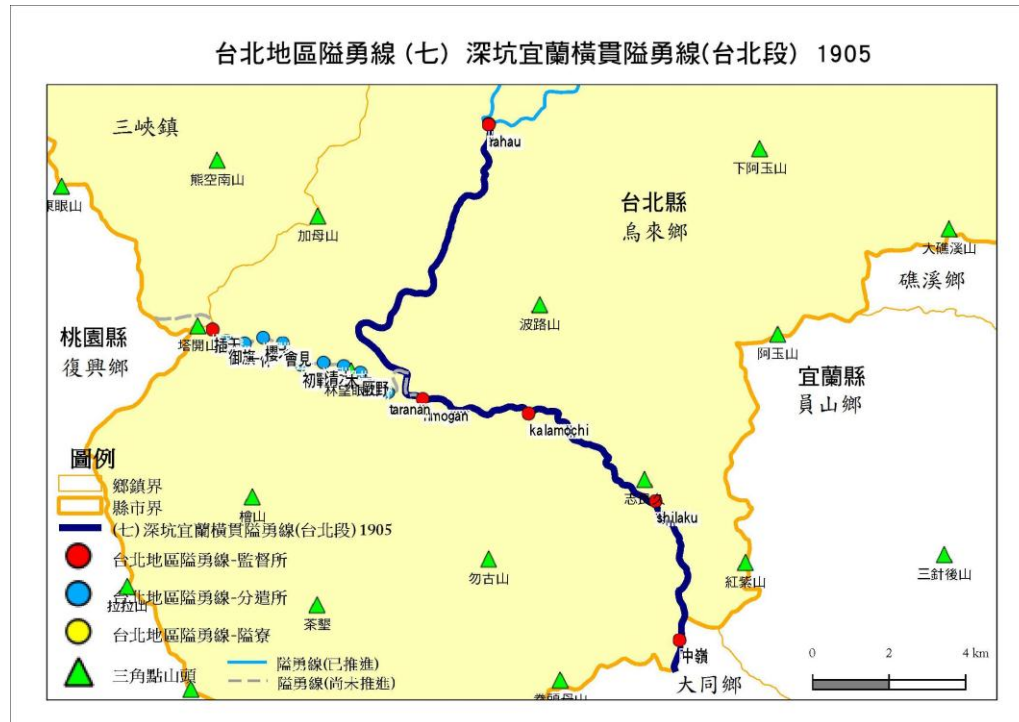 台北地區隘勇線 (七) 深坑宜蘭橫貫隘勇線(台北段) 1905
三峽鎮
rahau
熊空南山
下阿玉山
東眼山
台北縣
烏來鄉
加母山
大礁溪山
礁溪鄉
波路山
桃園縣
復興鄉
塔開山
阿玉山
會見
宜蘭縣
員山鄉
taranan
kalamochi
圖例
鄉鎮界
縣市界
(七)深坑宜蘭橫貫隘勇線(台北段) 1905
台北地區隘勇線-監督所
台北地區隘勇線-分遣所
台北地區隘勇線-隘寮
三角點山頭
隘勇線(已推進)
隘勇線(尚未推進)
檜山
shilaku
勿古山
紅紫山
三針後山
拉拉山
茶墾
中嶺
大同鄉
0 2 4 km